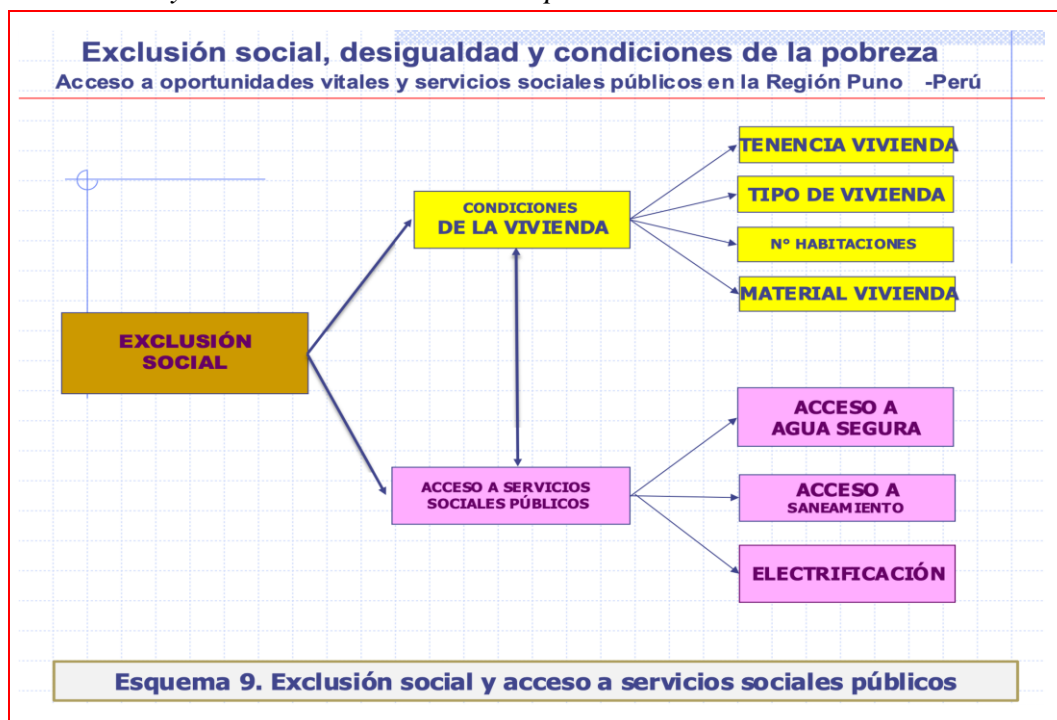 Exclusión social, desigualdad y condiciones de la pobreza
Acceso a oportunidades vitales y servicios sociales públicos en la Región Puno -Perú
TENENCIA VIVIENDA
TIPO DE VIVIENDA
N° HABITACIONES
MATERIAL VIVIENDA
CONDICIONES
DE LA VIVIENDA
EXCLUSIÓN
SOCIAL
ACCESO A SERVICIOS
SOCIALES PÚBLICOS
ACCESO A
AGUA SEGURA
ACCESO A
SANEAMIENTO
ELECTRIFICACIÓN
Esquema 9. Exclusión social y acceso a servicios sociales públicos